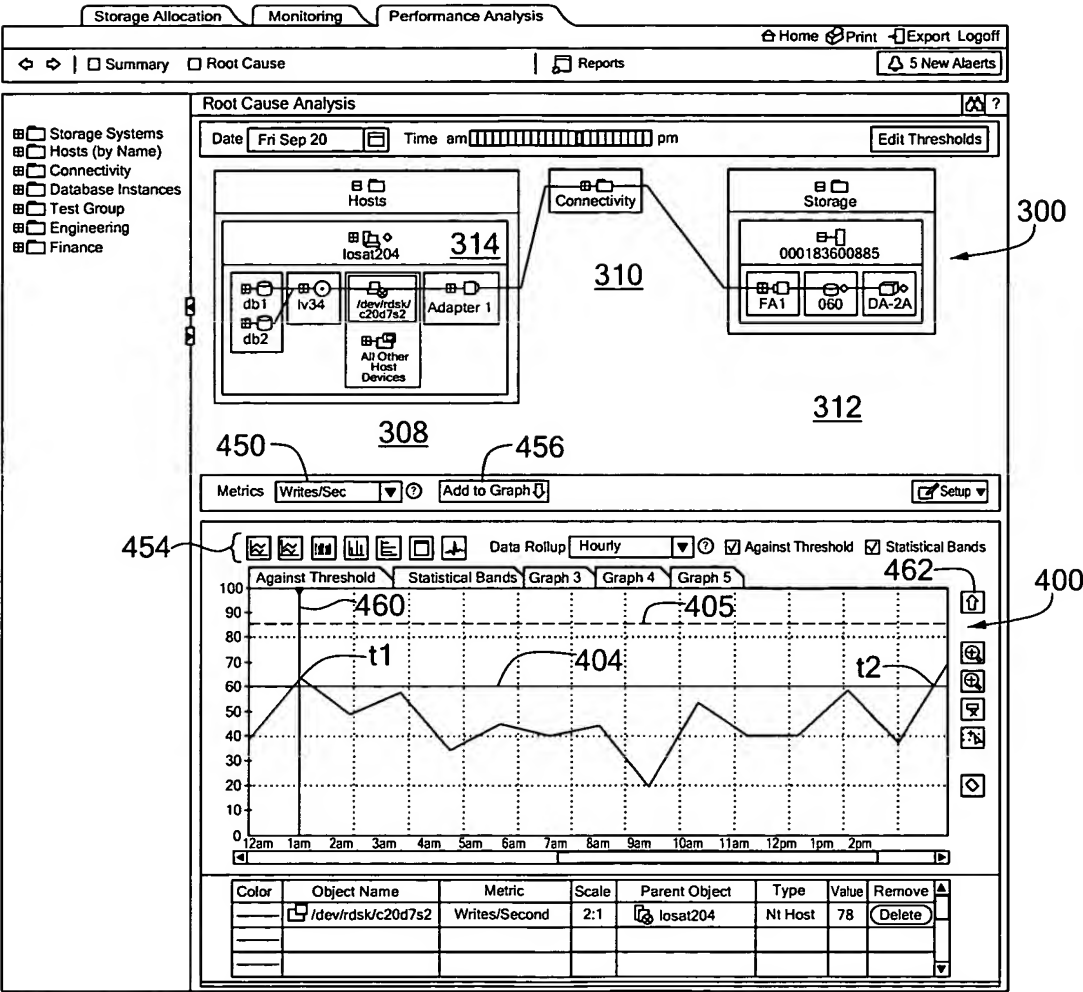 Storage Allocation Monitoring Performance Analysis
Home Print Export Logoff
Summary Root Cause Reports 5 New Alaerts
Root Cause Analysis ?
Storage Systems
Hosts (by Name)
Connectivity
Database Instances
Test Group
Engineering
Finance
Date Fri Sep 20 Time am pm Edit Thresholds
Hosts
Connectivity
Storage
300
losat204
314
000183600885
310
db1
lv34
/dev/rdsk/
c20d7s2
Adapter 1
FA1
060
DA-2A
db2
All Other
Host
Devices
308
312
450
456
Metrics Writes/Sec ? Add to Graph Setup
454
Data Rollup Hourly ? Against Threshold Statistical Bands
Against Threshold Statistical Bands Graph 3 Graph 4 Graph 5
462
400
460
405
t1
404
t2
100
90
80
70
60
50
40
30
20
10
0
12am 1am 2am 3am 4am 5am 6am 7am 8am 9am 10am 11am 12pm 1pm 2pm
Color Object Name Metric Scale Parent Object Type Value Remove
/dev/rdsk/c20d7s2 Writes/Second 2:1 losat204 Nt Host 78 Delete